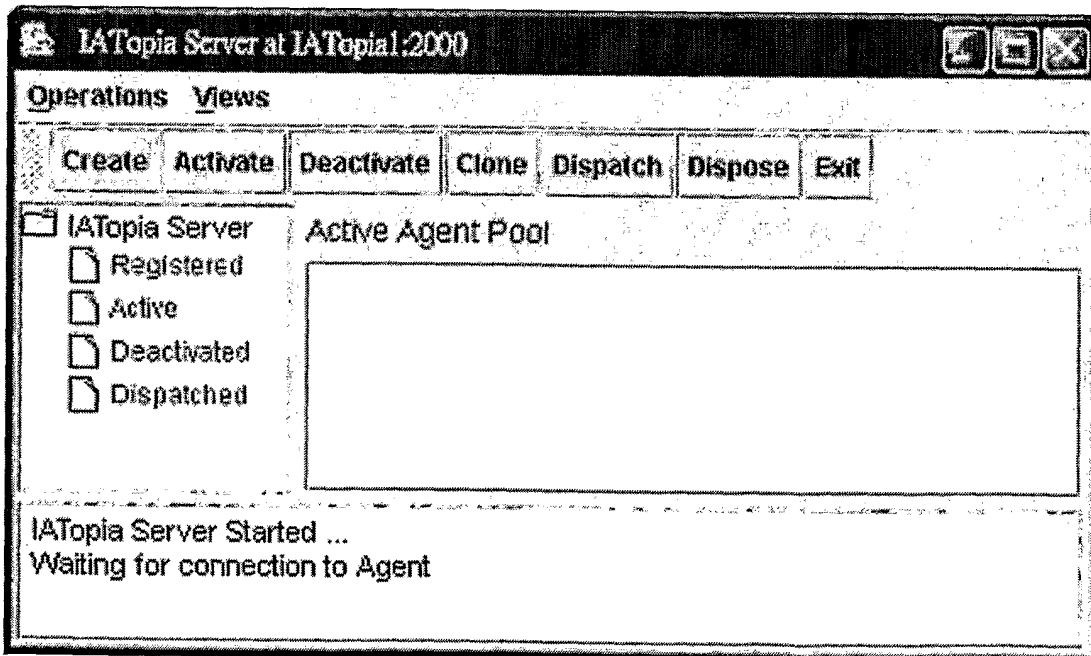 IATopia Server at IATopia1:2000
Operations Views
Create Activate Deactivate Clone Dispatch Dispose Exit
IATopia Server
Registered
Active
Deactivated
Dispatched
Active Agent Pool
IATopia Server Started ...
Waiting for connection to Agent